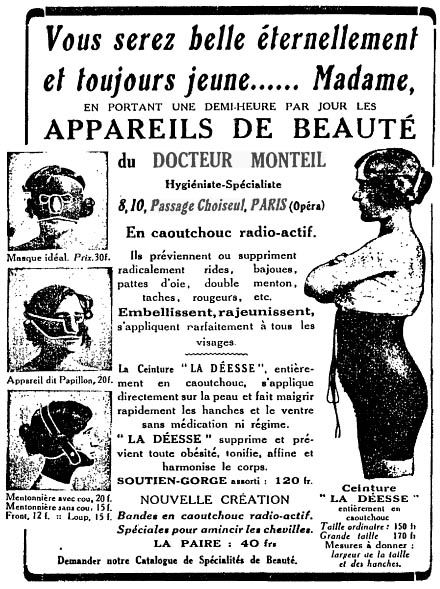 Vous serez belle éternellement
et toujours jeune...... Madame,
EN PORTANT UNE DEMI-HEURE PAR JOUR LES
APPAREILS DE BEAUTÉ
du DOCTEUR MONTEIL
Hygiéniste-Spécialiste
8, 10, Passage Choiseul, PARIS (Opéra)
En caoutchouc radio-actif.
Masque idéal. Prix. 30f.
Ils préviennent ou suppriment
radicalement rides, bajoues,
pattes d'oie, double menton,
taches, rougeurs, etc.
Embellissent, rajeunissent,
s'appliquent parfaitement à tous les
visages.
Appareil dit Papillon, 20f.
La Ceinture "LA DÉESSE", entière-
ment en caoutchouc, s'applique
directement sur la peau et fait maigrir
rapidement les hanches et le ventre
sans médication ni régime.
"LA DÉESSE" supprime et pré-
vient toute obésité, tonifie, affine et
harmonise le corps.
SOUTIEN-GORGE assorti : 120 fr.
Mentonnière avec cou, 20 f.
Mentonnière sans cou, 15 f.
Front, 12 f. :: Loup, 15 f.
NOUVELLE CRÉATION
Bandes en caoutchouc radio-actif.
Spéciales pour amincir les chevilles.
LA PAIRE : 40 frs
Demander notre Catalogue de Spécialités de Beauté.
Ceinture
"LA DÉESSE"
entièrement en
caoutchouc
Taille ordinaire : 150 fr
Grande taille 170 fr
Mesures à donner :
largeur de la taille
et des hanches.